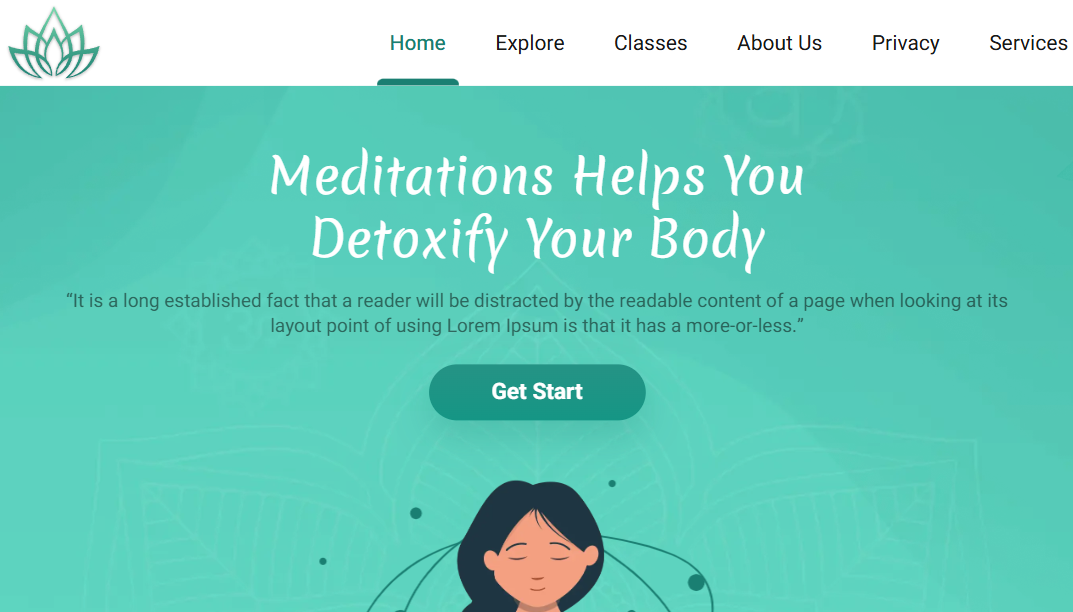 Home Explore Classes About Us Privacy Services
Meditations Helps You
Detoxify Your Body
“It is a long established fact that a reader will be distracted by the readable content of a page when looking at its
layout point of using Lorem Ipsum is that it has a more-or-less.”
Get Start